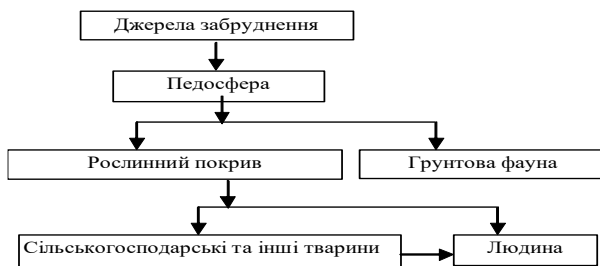 Джерела забруднення
Педосфера
Рослинний покрив
Грунтова фауна
Сільськогосподарські та інші тварини
Людина